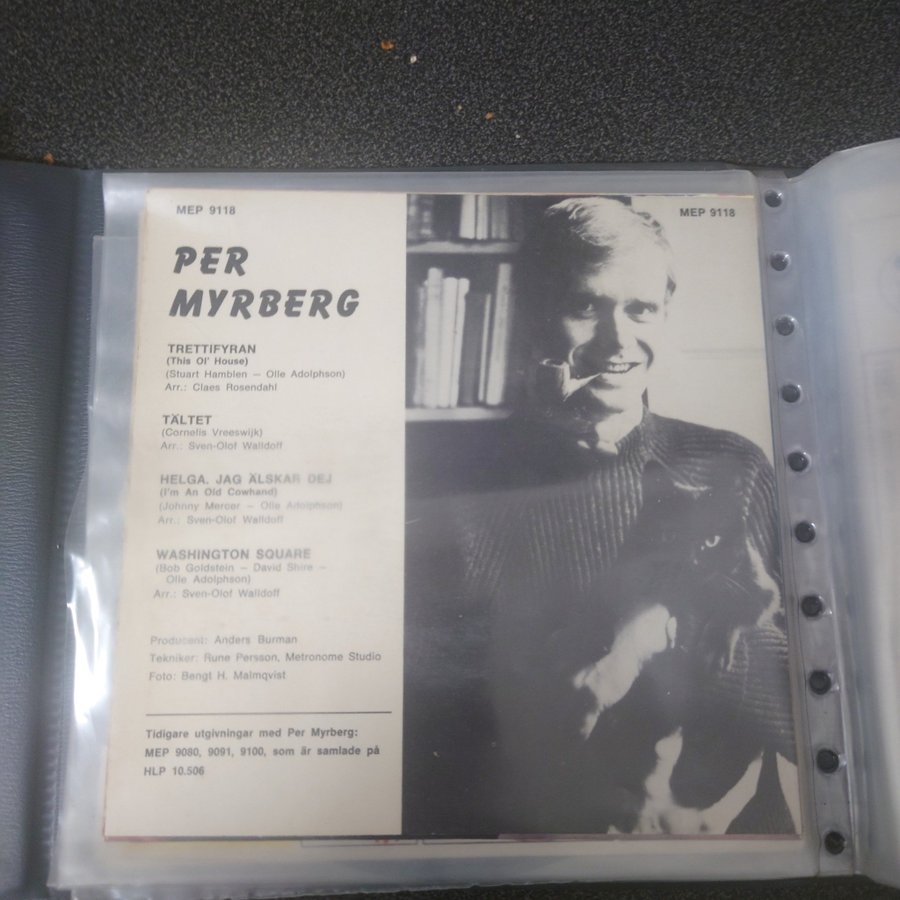 MEP 9118
MEP 9118
PER
MYRBERG
TRETTIFYRAN
(This Ol' House)
(Stuart Hamblen — Olle Adolphson)
Arr.: Claes Rosendahl
TÄLTET
(Cornelis Vreeswijk)
Arr.: Sven-Olof Walldoff
HELGA, JAG ÄLSKAR DEJ
(I'm An Old Cowhand)
(Johnny Mercer — Olle Adolphson)
Arr.: Sven-Olof Walldoff
WASHINGTON SQUARE
(Bob Goldstein — David Shire —
Olle Adolphson)
Arr.: Sven-Olof Walldoff
Producent: Anders Burman
Tekniker: Rune Persson, Metronome Studio
Foto: Bengt H. Malmqvist
Tidigare utgivningar med Per Myrberg:
MEP 9080, 9091, 9100, som är samlade på
HLP 10.506